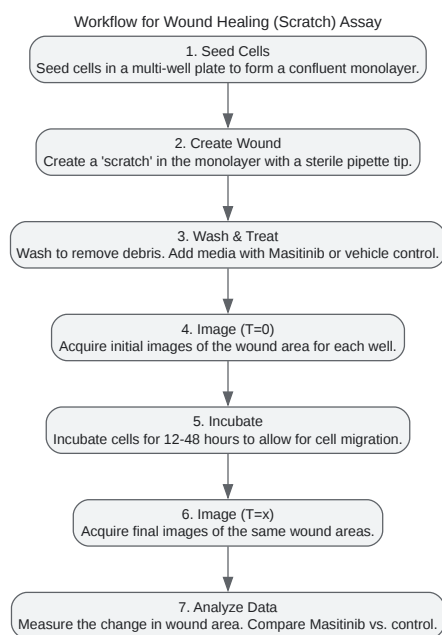 Workflow for Wound Healing (Scratch) Assay
1. Seed Cells
Seed cells in a multi-well plate to form a confluent monolayer.
2. Create Wound
Create a 'scratch' in the monolayer with a sterile pipette tip.
3. Wash & Treat
Wash to remove debris. Add media with Masitinib or vehicle control.
4. Image (T=0)
Acquire initial images of the wound area for each well.
5. Incubate
Incubate cells for 12-48 hours to allow for cell migration.
6. Image (T=x)
Acquire final images of the same wound areas.
7. Analyze Data
Measure the change in wound area. Compare Masitinib vs. control.